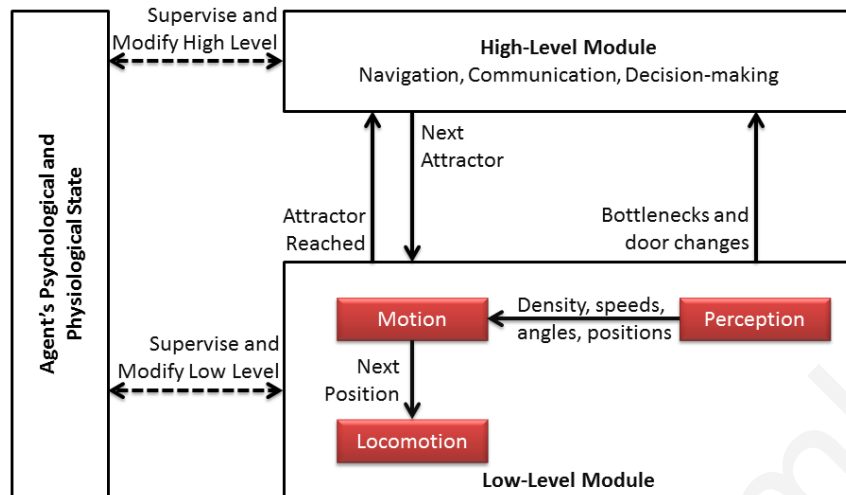 Supervise and
Modify High Level
High-Level Module
Navigation, Communication, Decision-making
Agent's Psychological and
Physiological State
Next
Attractor
Attractor
Reached
Bottlenecks and
door changes
Supervise and
Modify Low Level
Motion
Density, speeds,
angles, positions
Perception
Next
Position
Locomotion
Low-Level Module